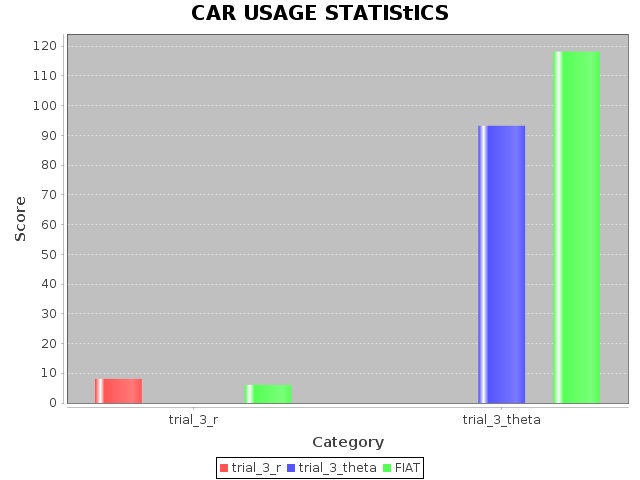 CAR USAGE STATIStICS
120
110
100
90
80
70
60
50
40
30
20
10
0
Score
trial_3_r
trial_3_theta
Category
trial_3_r trial_3_theta FIAT